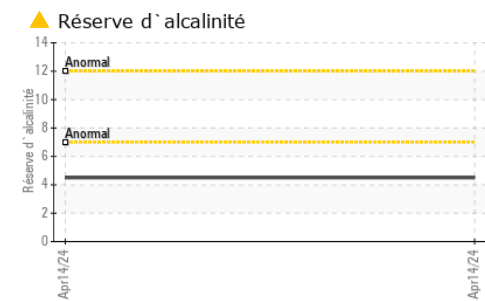 Réserve d`alcalinité
14
12
10
8
6
4
2
0
Réserve d`alcalinité
Anormal
Anormal
Apr14/24
Apr14/24